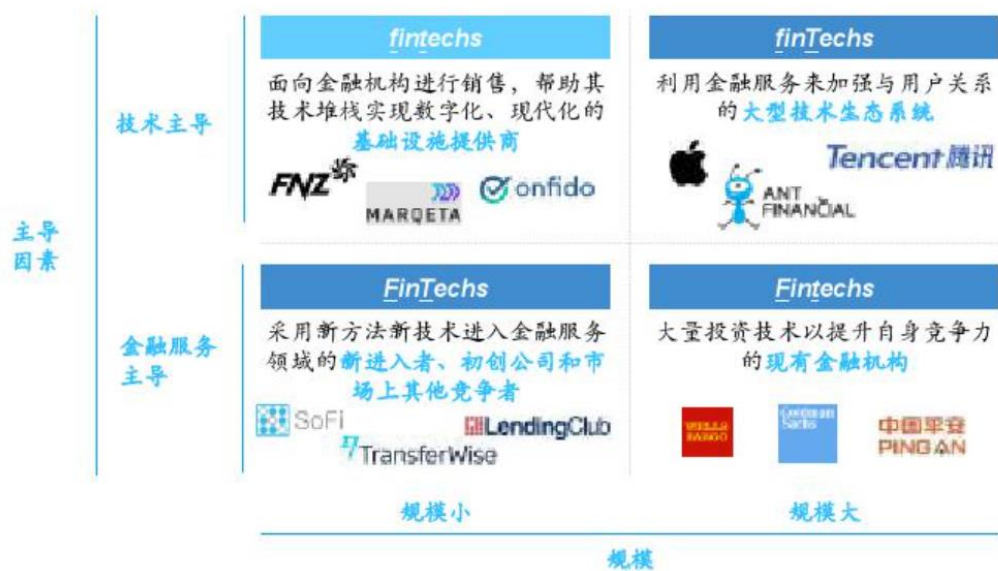 fintechs
面向金融机构进行销售，帮助其
技术堆栈实现数字化、现代化的
基础设施提供商
FNZ
MARQETA
onfido
finTechs
利用金融服务来加强与用户关系
的大型技术生态系统
Tencent 腾讯
ANT
FINANCIAL
技术主导
主导
因素
FinTechs
采用新方法新技术进入金融服务
领域的新进入者、初创公司和市
场上其他竞争者
SoFi
LendingClub
TransferWise
Fintechs
大量投资技术以提升自身竞争力
的现有金融机构
WELLS
FARGO
Goldman
Sachs
中国平安
PING AN
金融服务
主导
规模小
规模大
规模